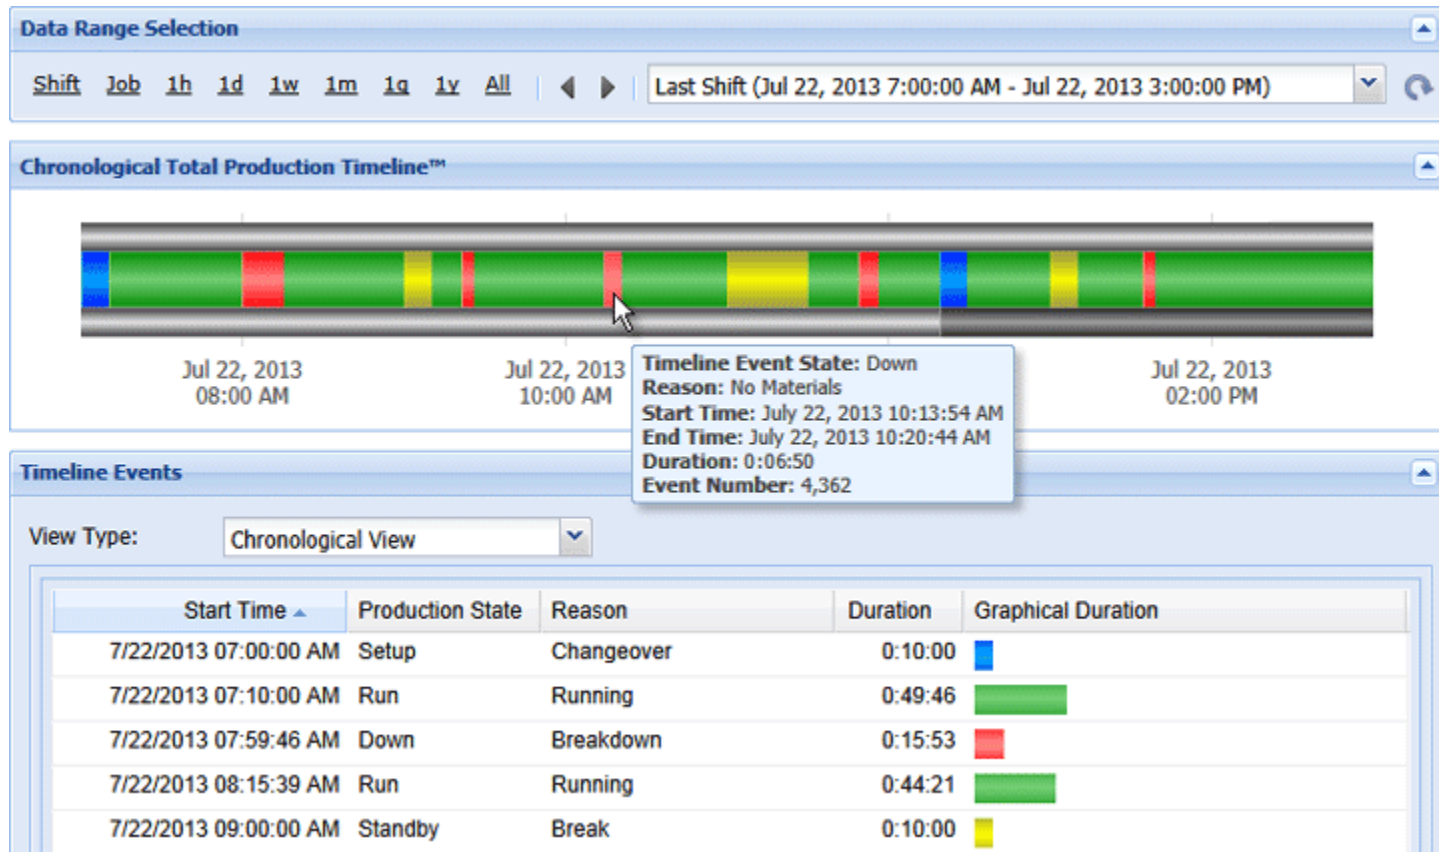 Data Range Selection
Shift Job 1h 1d 1w 1m 1q 1y All Last Shift (Jul 22, 2013 7:00:00 AM - Jul 22, 2013 3:00:00 PM)
Chronological Total Production Timeline™
Jul 22, 2013 Jul 22, 2013 Jul 22, 2013
08:00 AM 10:00 AM 02:00 PM
Timeline Event State: Down
Reason: No Materials
Start Time: July 22, 2013 10:13:54 AM
End Time: July 22, 2013 10:20:44 AM
Duration: 0:06:50
Event Number: 4,362
Timeline Events
View Type: Chronological View
Start Time Production State Reason Duration Graphical Duration
7/22/2013 07:00:00 AM Setup Changeover 0:10:00
7/22/2013 07:10:00 AM Run Running 0:49:46
7/22/2013 07:59:46 AM Down Breakdown 0:15:53
7/22/2013 08:15:39 AM Run Running 0:44:21
7/22/2013 09:00:00 AM Standby Break 0:10:00